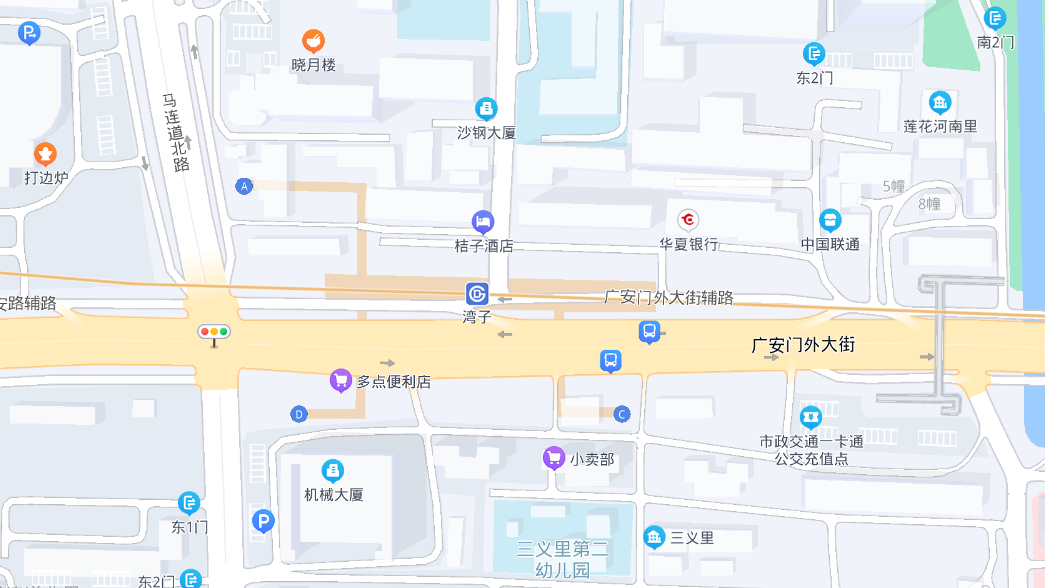 P
南2门
晓月楼
东2门
马连道北路
沙钢大厦
莲花河南里
打边炉
A
5幢
8幢
桔子酒店
华夏银行
中国联通
安路辅路
广安门外大街辅路
湾子
广安门外大街
多点便利店
D
C
市政交通一卡通
公交充值点
小卖部
机械大厦
东1门
P
三义里
三义里第二
幼儿园
东2门